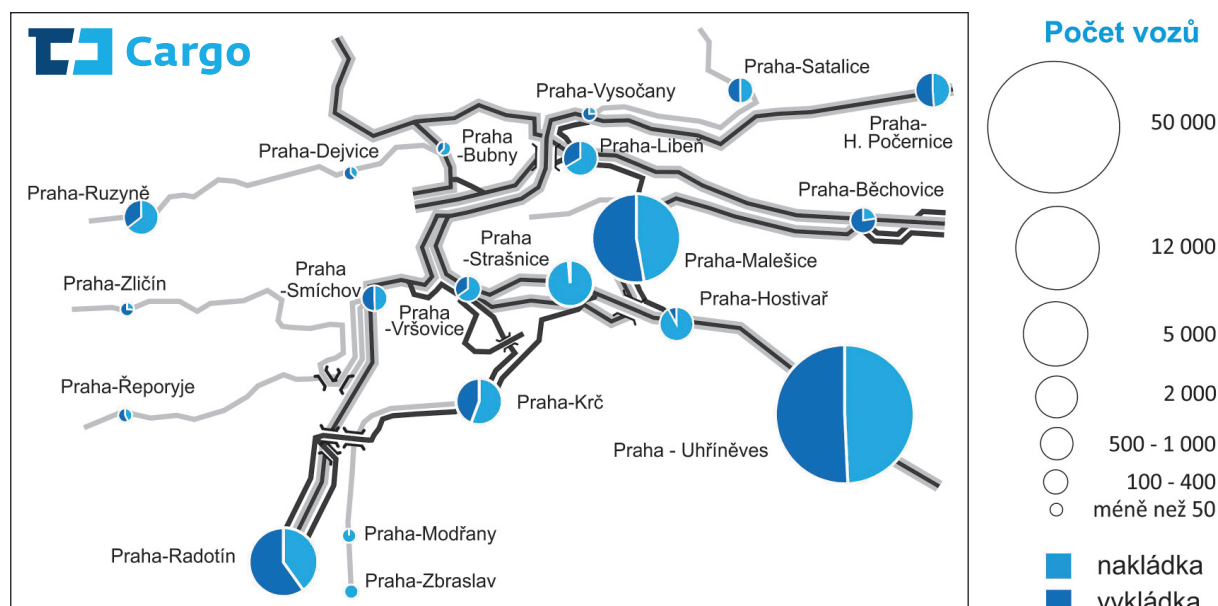 Cargo
Počet vozů
Praha-Satalice
Praha-Vysočany
Praha-
H. Počernice
50 000
Praha
-Bubny
Praha-Libeň
Praha-Dejvice
Praha-Ruzyně
Praha-Běchovice
12 000
Praha
-Strašnice
Praha-Malešice
Praha
-Smíchov
Praha-Zličín
Praha-Hostivař
Praha
-Vršovice
5 000
Praha-Řeporyje
Praha-Krč
2 000
Praha - Uhříněves
500 - 1 000
100 - 400
méně než 50
Praha-Modřany
Praha-Radotín
Praha-Zbraslav
nakládka
vykládka